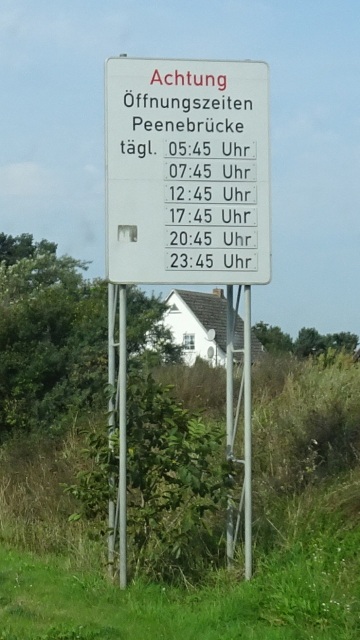 Achtung
Öffnungszeiten
Peenebrücke
tägl. 05:45 Uhr
07:45 Uhr
12:45 Uhr
17:45 Uhr
20:45 Uhr
23:45 Uhr